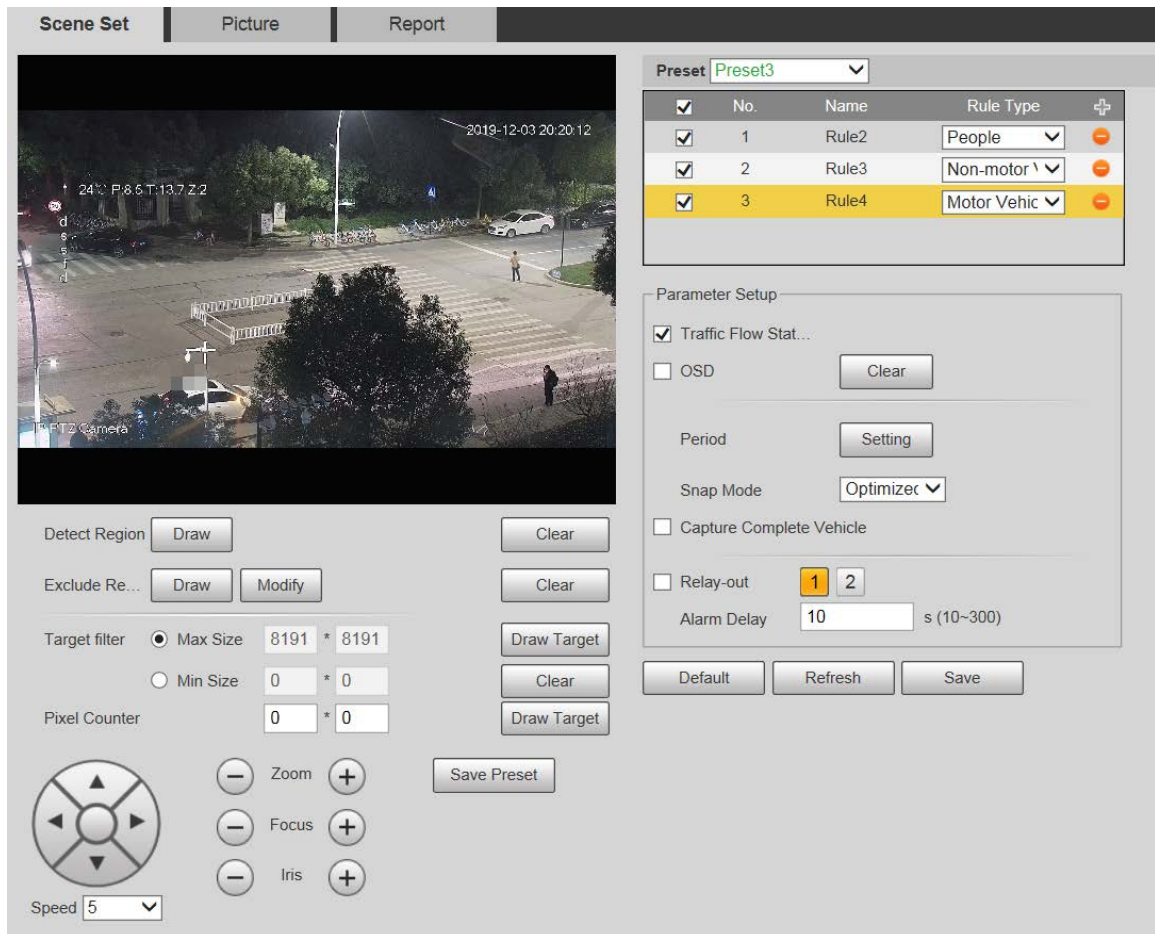 Scene Set Picture Report
2019-12-03 20:20:12
24℃ P:8.5 T:13.7 Z:2
d
s
s
f
d
IP PTZ Camera
Detect Region Draw Clear
Exclude Re... Draw Modify Clear
Target filter Max Size 8191 * 8191 Draw Target
Min Size 0 * 0 Clear
Pixel Counter 0 * 0 Draw Target
Zoom Save Preset
Focus
Iris
Speed 5
Preset Preset3
No. Name Rule Type
1 Rule2 People
2 Rule3 Non-motor V
3 Rule4 Motor Vehic
Parameter Setup
Traffic Flow Stat...
OSD Clear
Period Setting
Snap Mode Optimized
Capture Complete Vehicle
Relay-out 1 2
Alarm Delay 10 s (10~300)
Default Refresh Save